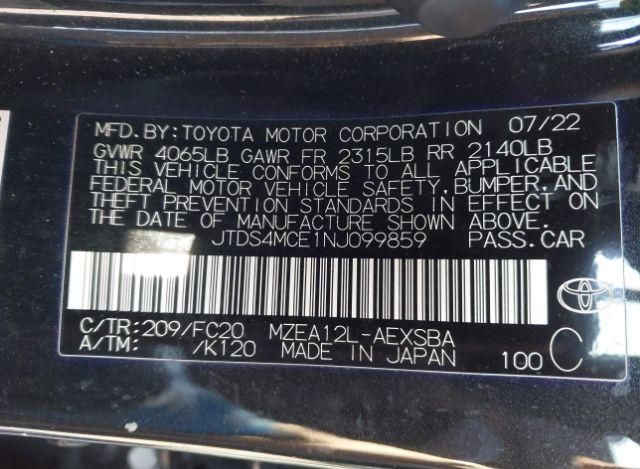 MFD.BY:TOYOTA MOTOR CORPORATION 07/22
GVWR 4065LB GAWR FR 2315LB RR 2140LB
THIS VEHICLE CONFORMS TO ALL APPLICABLE
FEDERAL MOTOR VEHICLE SAFETY,BUMPER,AND
THEFT PREVENTION STANDARDS IN EFFECT ON
THE DATE OF MANUFACTURE SHOWN ABOVE.
JTDS4MCE1NJ099859 PASS.CAR
C/TR:209/FC20 MZEA12L-AEXSBA
A/TM: /K120 MADE IN JAPAN 100 C